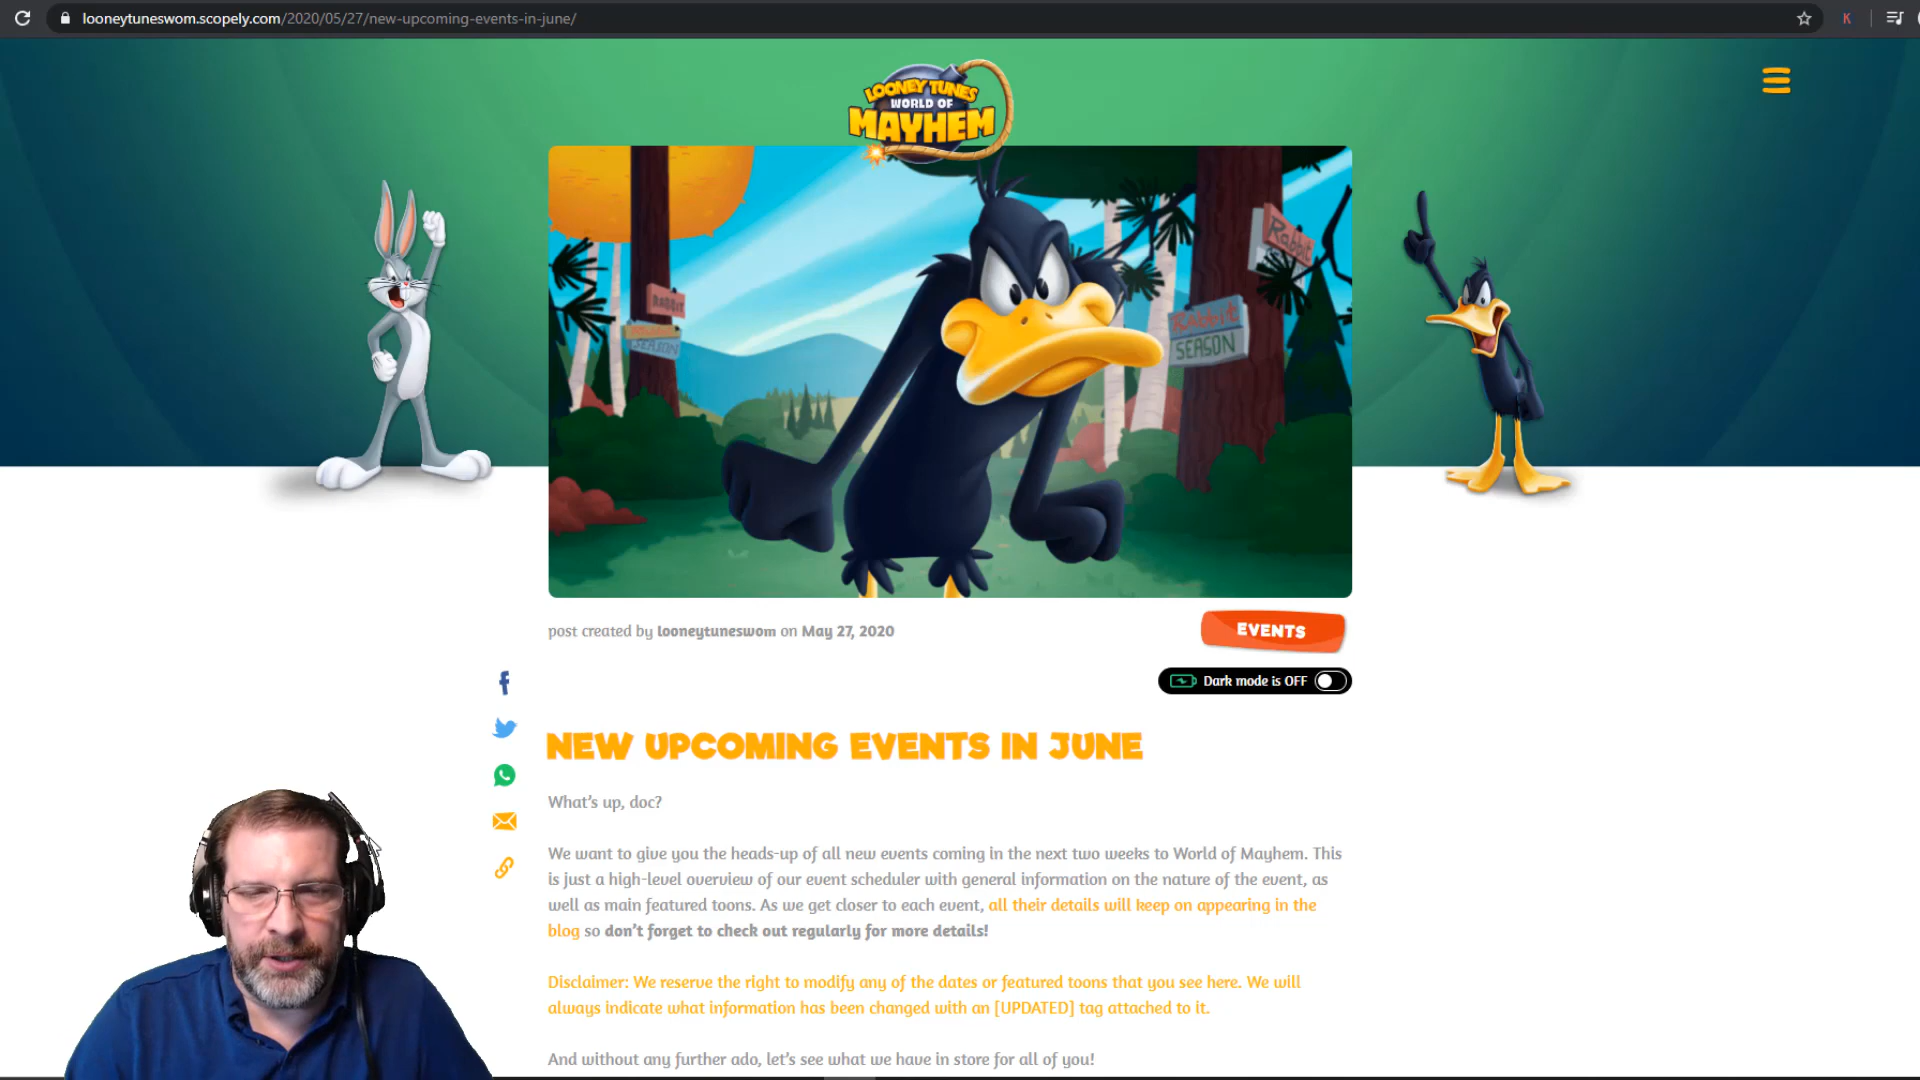 looneytuneswom.scopely.com/2020/05/27/new-upcoming-events-in-june/
K
LOONEY TUNES
WORLD OF
MAYHEM
Rabbit
RABBIT
SEASON
Rabbit
SEASON
post created by looneytuneswom on May 27, 2020
EVENTS
Dark mode is OFF
NEW UPCOMING EVENTS IN JUNE
What's up, doc?
We want to give you the heads-up of all new events coming in the next two weeks to World of Mayhem. This
is just a high-level overview of our event scheduler with general information on the nature of the event, as
well as main featured toons. As we get closer to each event, all their details will keep on appearing in the
blog so don't forget to check out regularly for more details!
Disclaimer: We reserve the right to modify any of the dates or featured toons that you see here. We will
always indicate what information has been changed with an [UPDATED] tag attached to it.
And without any further ado, let's see what we have in store for all of you!